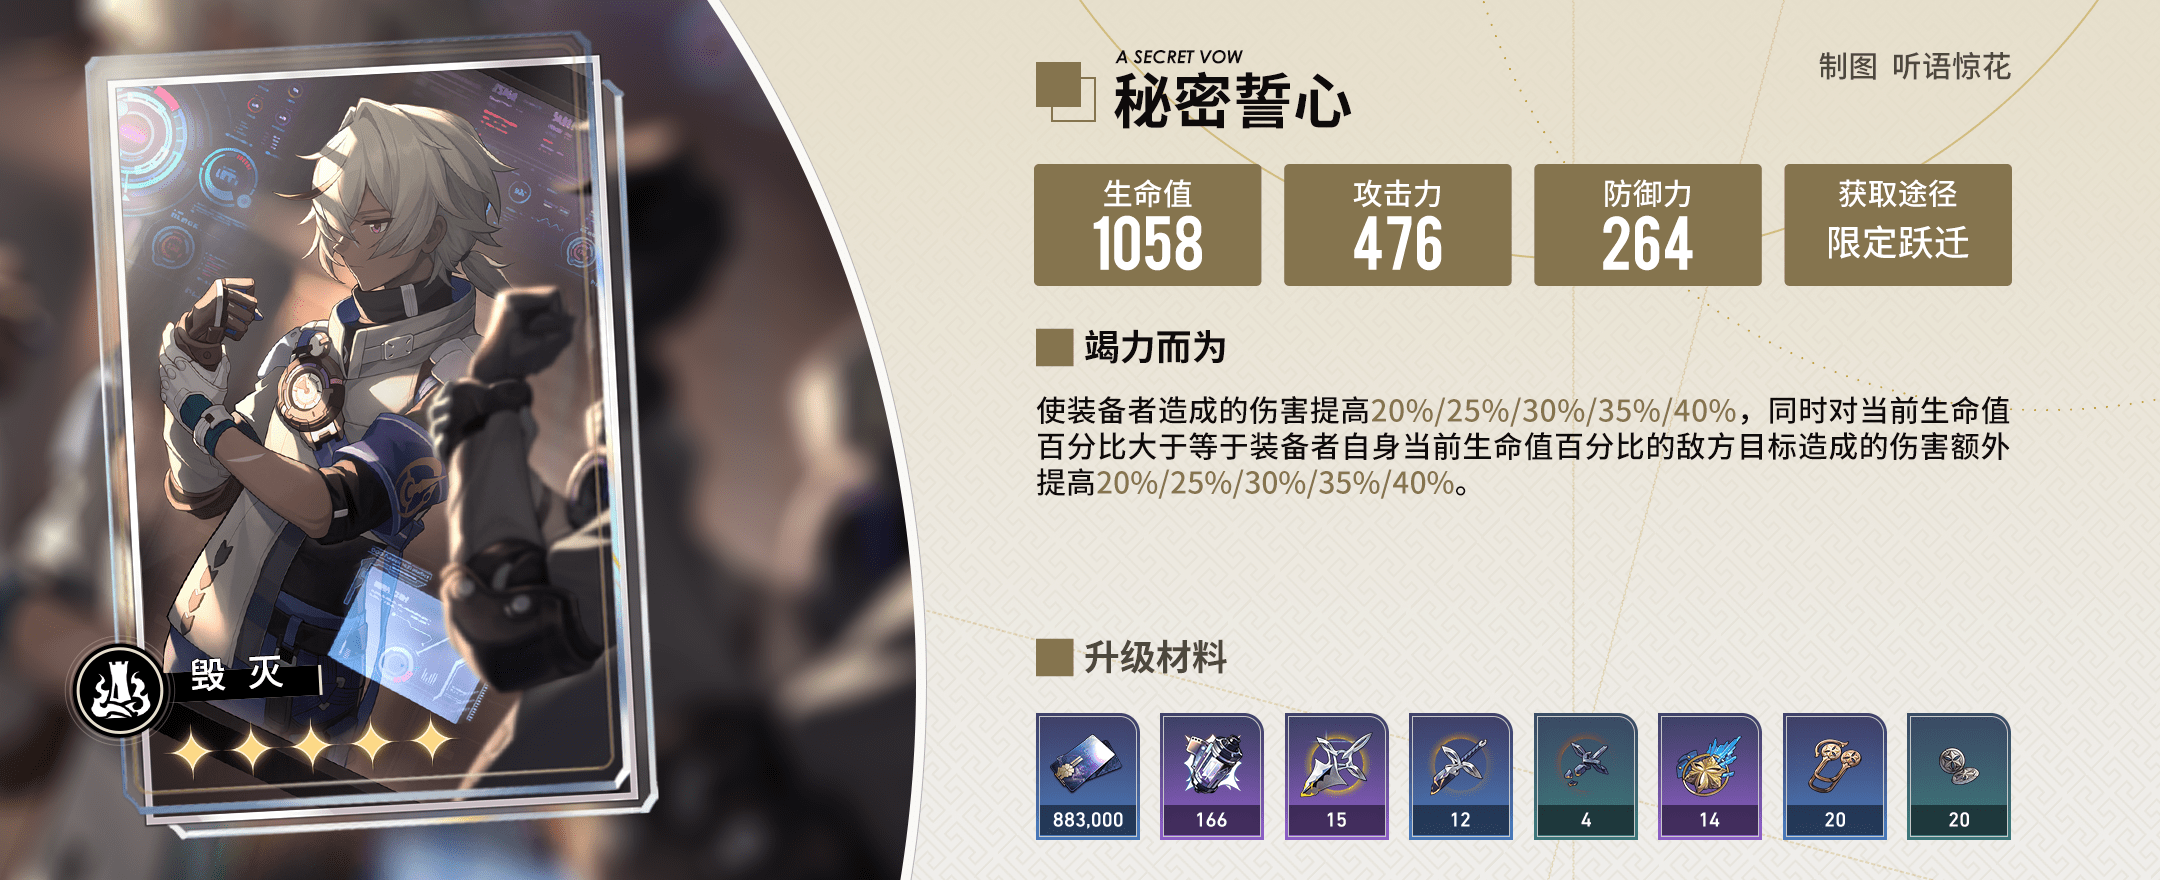 A SECRET VOW
秘密誓心
制图 听语惊花
生命值
1058
攻击力
476
防御力
264
获取途径
限定跃迁
竭力而为
使装备者造成的伤害提高20%/25%/30%/35%/40%，同时对当前生命值
百分比大于等于装备者自身当前生命值百分比的敌方目标造成的伤害额外
提高20%/25%/30%/35%/40%。
毁灭
升级材料
883,000
166
15
12
4
14
20
20